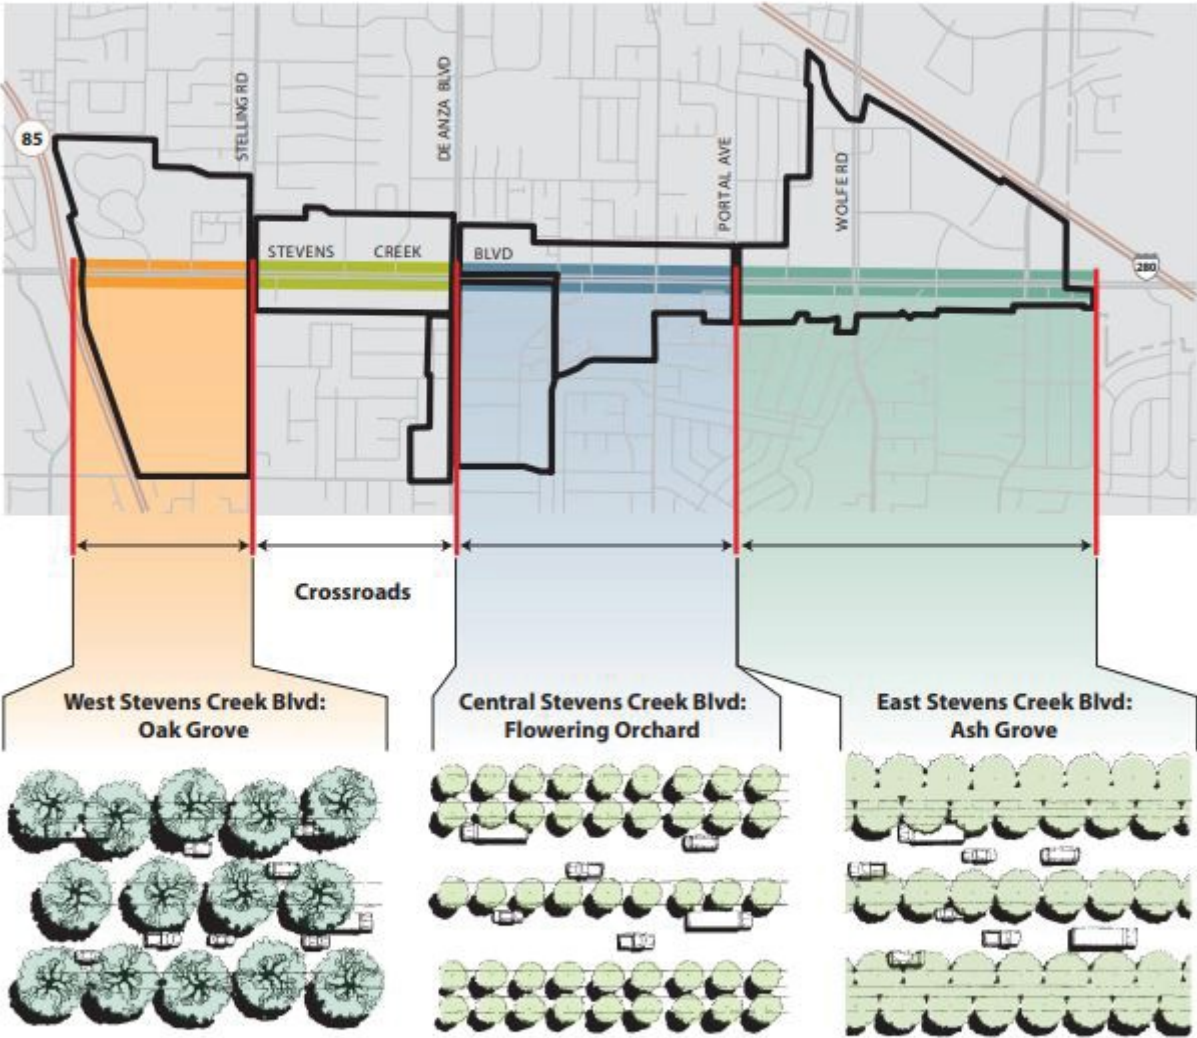 85
STELLING RD
DE ANZA BLVD
PORTAL AVE
WOLFE RD
STEVENS CREEK BLVD
280
Crossroads
West Stevens Creek Blvd:
Oak Grove
Central Stevens Creek Blvd:
Flowering Orchard
East Stevens Creek Blvd:
Ash Grove